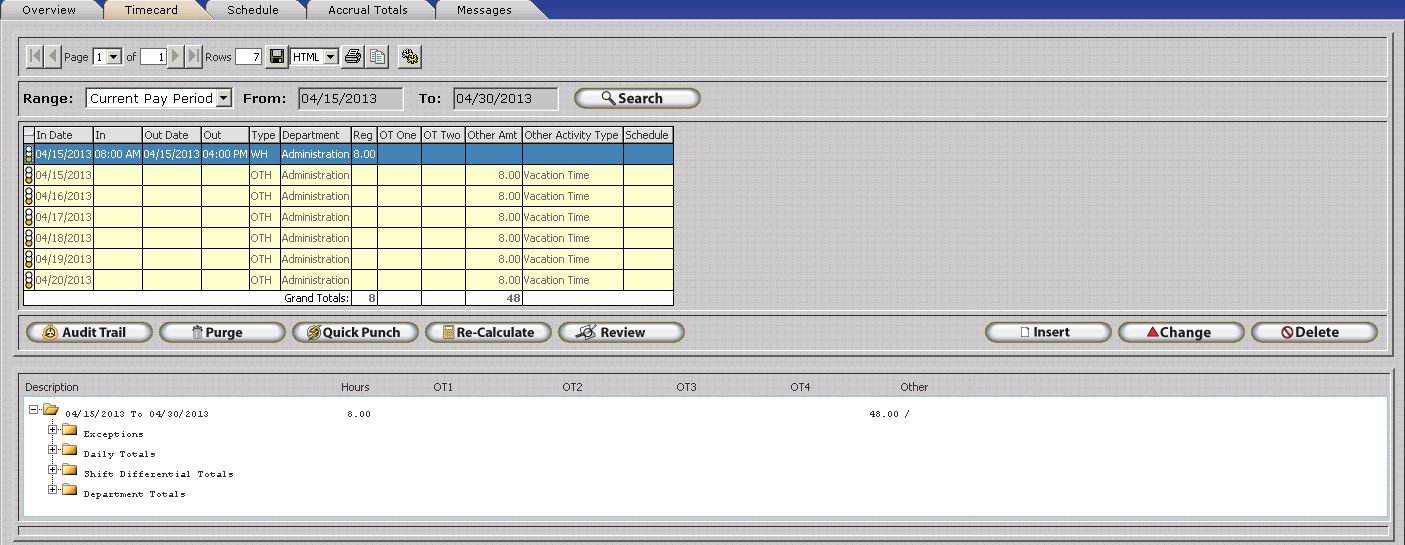 Overview Timecard Schedule Accrual Totals Messages
Page 1 of 1 Rows 7 HTML
Range: Current Pay Period From: 04/15/2013 To: 04/30/2013 Search
In Date In Out Date Out Type Department Reg OT One OT Two Other Amt Other Activity Type Schedule
04/15/2013 08:00 AM 04/15/2013 04:00 PM WH Administration 8.00
04/15/2013 OTH Administration 8.00 Vacation Time
04/16/2013 OTH Administration 8.00 Vacation Time
04/17/2013 OTH Administration 8.00 Vacation Time
04/18/2013 OTH Administration 8.00 Vacation Time
04/19/2013 OTH Administration 8.00 Vacation Time
04/20/2013 OTH Administration 8.00 Vacation Time
Grand Totals: 8 48
Audit Trail Purge Quick Punch Re-Calculate Review Insert Change Delete
Description Hours OT1 OT2 OT3 OT4 Other
04/15/2013 To 04/30/2013 8.00 48.00 /
Exceptions
Daily Totals
Shift Differential Totals
Department Totals